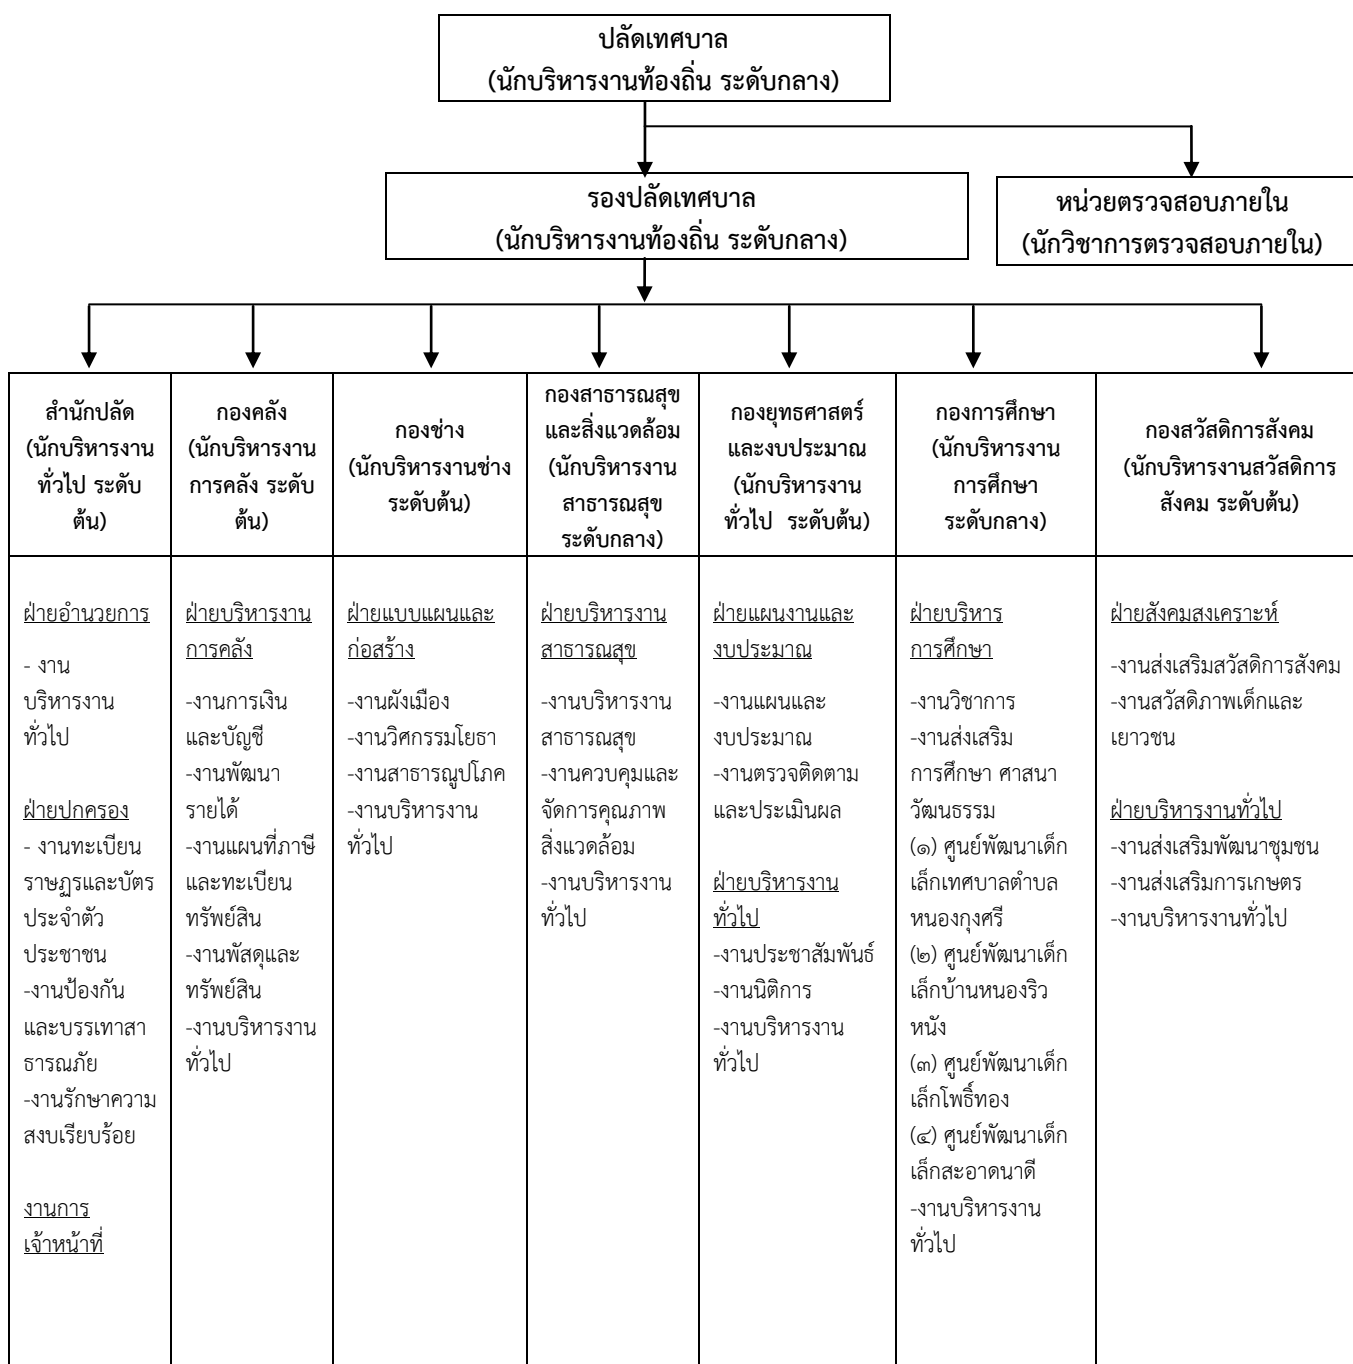 ปลัดเทศบาล
(นักบริหารงานท้องถิ่น ระดับกลาง)
รองปลัดเทศบาล
(นักบริหารงานท้องถิ่น ระดับกลาง)
หน่วยตรวจสอบภายใน
(นักวิชาการตรวจสอบภายใน)
สำนักปลัด
(นักบริหารงาน
ทั่วไป ระดับ
ต้น)
กองคลัง
(นักบริหารงาน
การคลัง ระดับ
ต้น)
กองช่าง
(นักบริหารงานช่าง
ระดับต้น)
กองสาธารณสุข
และสิ่งแวดล้อม
(นักบริหารงาน
สาธารณสุข
ระดับกลาง)
กองยุทธศาสตร์
และงบประมาณ
(นักบริหารงาน
ทั่วไป ระดับต้น)
กองการศึกษา
(นักบริหารงาน
การศึกษา
ระดับกลาง)
กองสวัสดิการสังคม
(นักบริหารงานสวัสดิการ
สังคม ระดับต้น)
ฝ่ายอำนวยการ
- งาน
บริหารงาน
ทั่วไป
ฝ่ายปกครอง
- งานทะเบียน
ราษฎรและบัตร
ประจำตัว
ประชาชน
-งานป้องกัน
และบรรเทาสา
ธารณภัย
-งานรักษาความ
สงบเรียบร้อย
งานการ
เจ้าหน้าที่
ฝ่ายบริหารงาน
การคลัง
-งานการเงิน
และบัญชี
-งานพัฒนา
รายได้
-งานแผนที่ภาษี
และทะเบียน
ทรัพย์สิน
-งานพัสดุและ
ทรัพย์สิน
-งานบริหารงาน
ทั่วไป
ฝ่ายแบบแผนและ
ก่อสร้าง
-งานผังเมือง
-งานวิศกรรมโยธา
-งานสาธารณูปโภค
-งานบริหารงาน
ทั่วไป
ฝ่ายบริหารงาน
สาธารณสุข
-งานบริหารงาน
สาธารณสุข
-งานควบคุมและ
จัดการคุณภาพ
สิ่งแวดล้อม
-งานบริหารงาน
ทั่วไป
ฝ่ายแผนงานและ
งบประมาณ
-งานแผนและ
งบประมาณ
-งานตรวจติดตาม
และประเมินผล
ฝ่ายบริหารงาน
ทั่วไป
-งานประชาสัมพันธ์
-งานนิติการ
-งานบริหารงาน
ทั่วไป
ฝ่ายบริหาร
การศึกษา
-งานวิชาการ
-งานส่งเสริม
การศึกษา ศาสนา
วัฒนธรรม
(๑) ศูนย์พัฒนาเด็ก
เล็กเทศบาลตำบล
หนองกุงศรี
(๒) ศูนย์พัฒนาเด็ก
เล็กบ้านหนองริว
หนัง
(๓) ศูนย์พัฒนาเด็ก
เล็กโพธิ์ทอง
(๔) ศูนย์พัฒนาเด็ก
เล็กสะอาดนาดี
-งานบริหารงาน
ทั่วไป
ฝ่ายสังคมสงเคราะห์
-งานส่งเสริมสวัสดิการสังคม
-งานสวัสดิภาพเด็กและ
เยาวชน
ฝ่ายบริหารงานทั่วไป
-งานส่งเสริมพัฒนาชุมชน
-งานส่งเสริมการเกษตร
-งานบริหารงานทั่วไป